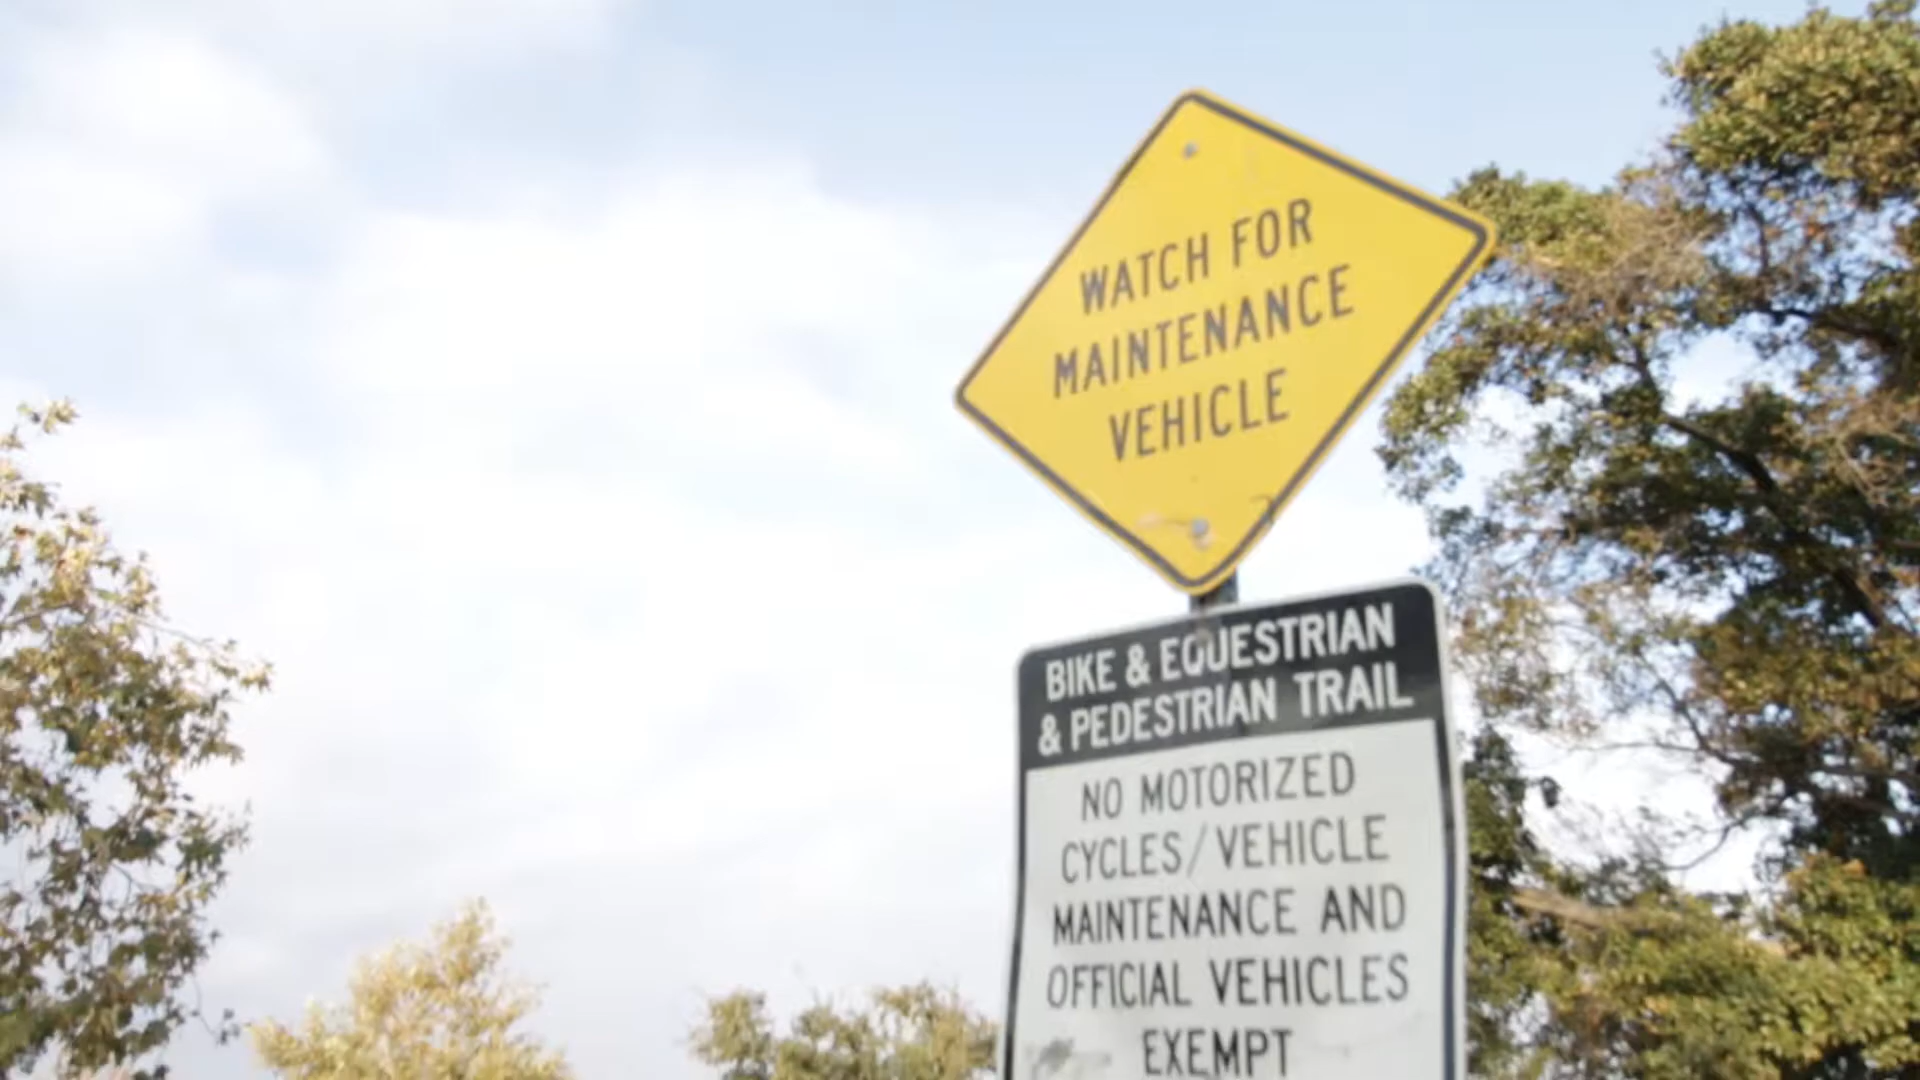 WATCH FOR
MAINTENANCE
VEHICLE
BIKE & EQUESTRIAN
& PEDESTRIAN TRAIL
NO MOTORIZED
CYCLES/VEHICLE
MAINTENANCE AND
OFFICIAL VEHICLES
EXEMPT